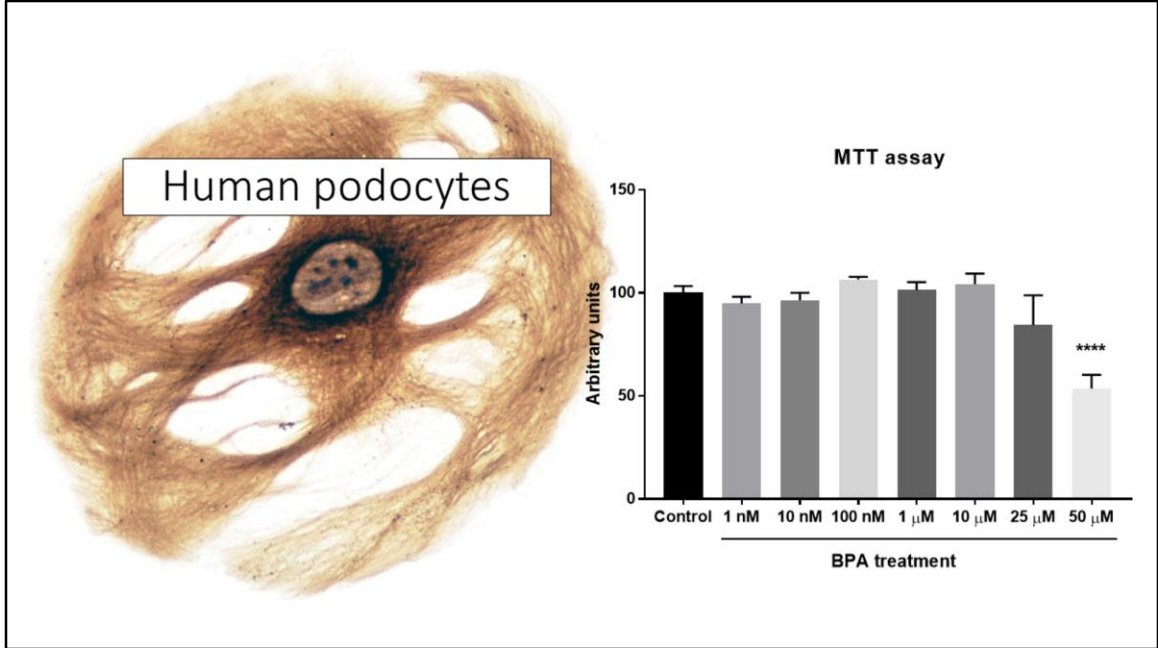 Human podocytes
MTT assay
Arbitrary units
150
100
50
0
****
Control 1 nM 10 nM 100 nM 1 μM 10 μM 25 μM 50 μM
BPA treatment